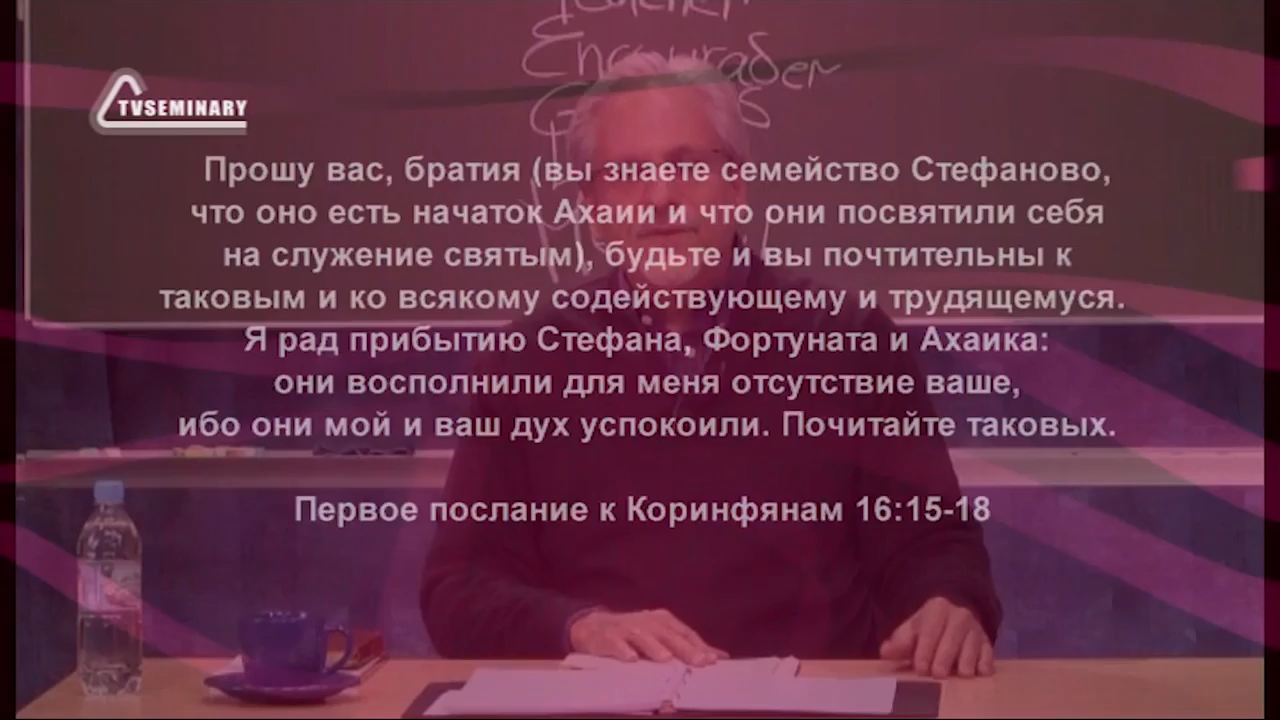 Encourager
TVSEMINARY
Прошу вас, братия (вы знаете семейство Стефаново,
что оно есть начаток Ахаии и что они посвятили себя
на служение святым), будьте и вы почтительны к
таковым и ко всякому содействующему и трудящемуся.
Я рад прибытию Стефана, Фортуната и Ахаика:
они восполнили для меня отсутствие ваше,
ибо они мой и ваш дух успокоили. Почитайте таковых.
Первое послание к Коринфянам 16:15-18